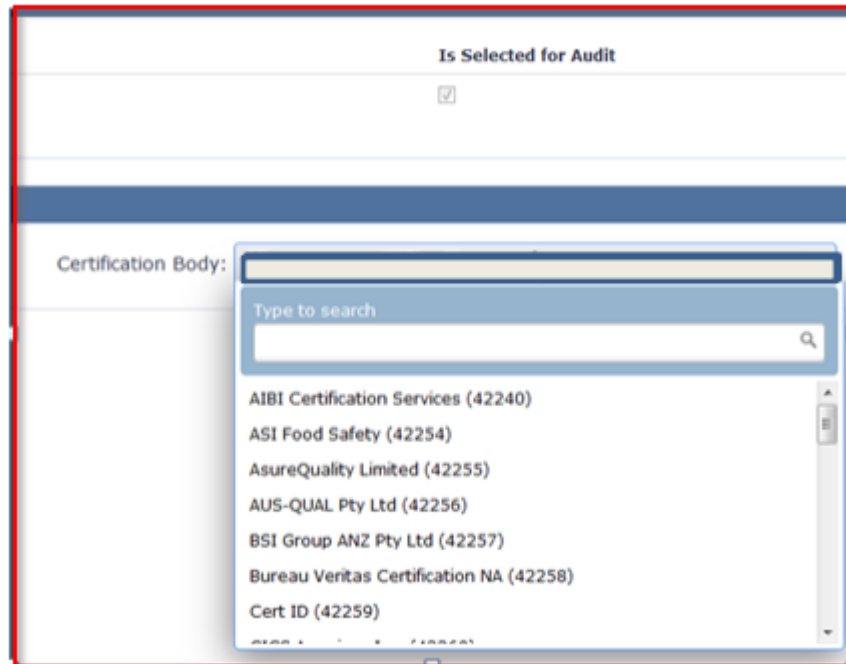 Is Selected for Audit
Certification Body:
Type to search
AIBI Certification Services (42240)
ASI Food Safety (42254)
AsureQuality Limited (42255)
AUS-QUAL Pty Ltd (42256)
BSI Group ANZ Pty Ltd (42257)
Bureau Veritas Certification NA (42258)
Cert ID (42259)